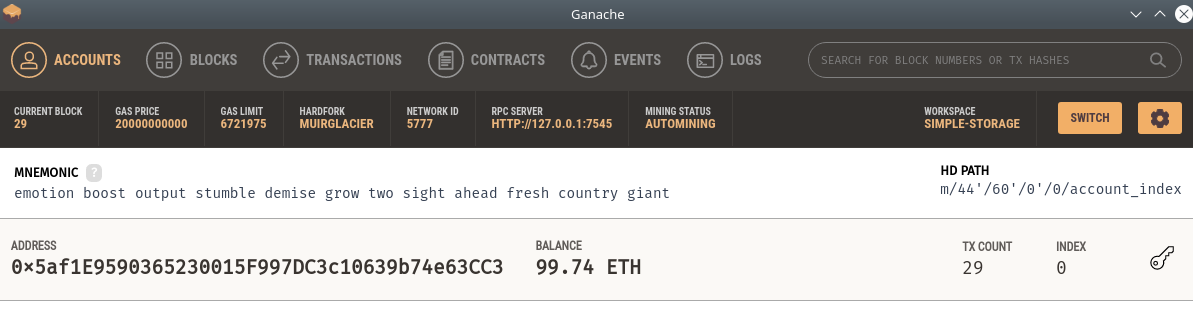 Ganache
ACCOUNTS BLOCKS TRANSACTIONS CONTRACTS EVENTS LOGS SEARCH FOR BLOCK NUMBERS OR TX HASHES
CURRENT BLOCK GAS PRICE GAS LIMIT HARDFORK NETWORK ID RPC SERVER MINING STATUS WORKSPACE
29 20000000000 6721975 MUIRGLACIER 5777 HTTP://127.0.0.1:7545 AUTOMINING SIMPLE-STORAGE SWITCH
MNEMONIC ? HD PATH
emotion boost output stumble demise grow two sight ahead fresh country giant m/44'/60'/0'/0/account_index
ADDRESS BALANCE TX COUNT INDEX
0×5af1E9590365230015F997DC3c10639b74e63CC3 99.74 ETH 29 0